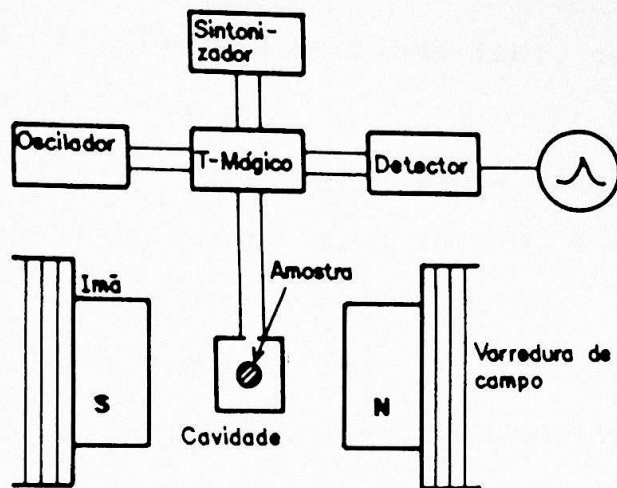 Sintoni-
zador
Oscilador
T-Mágico
Detector
Amostra
Imã
S
N
Varredura de
campo
Cavidade